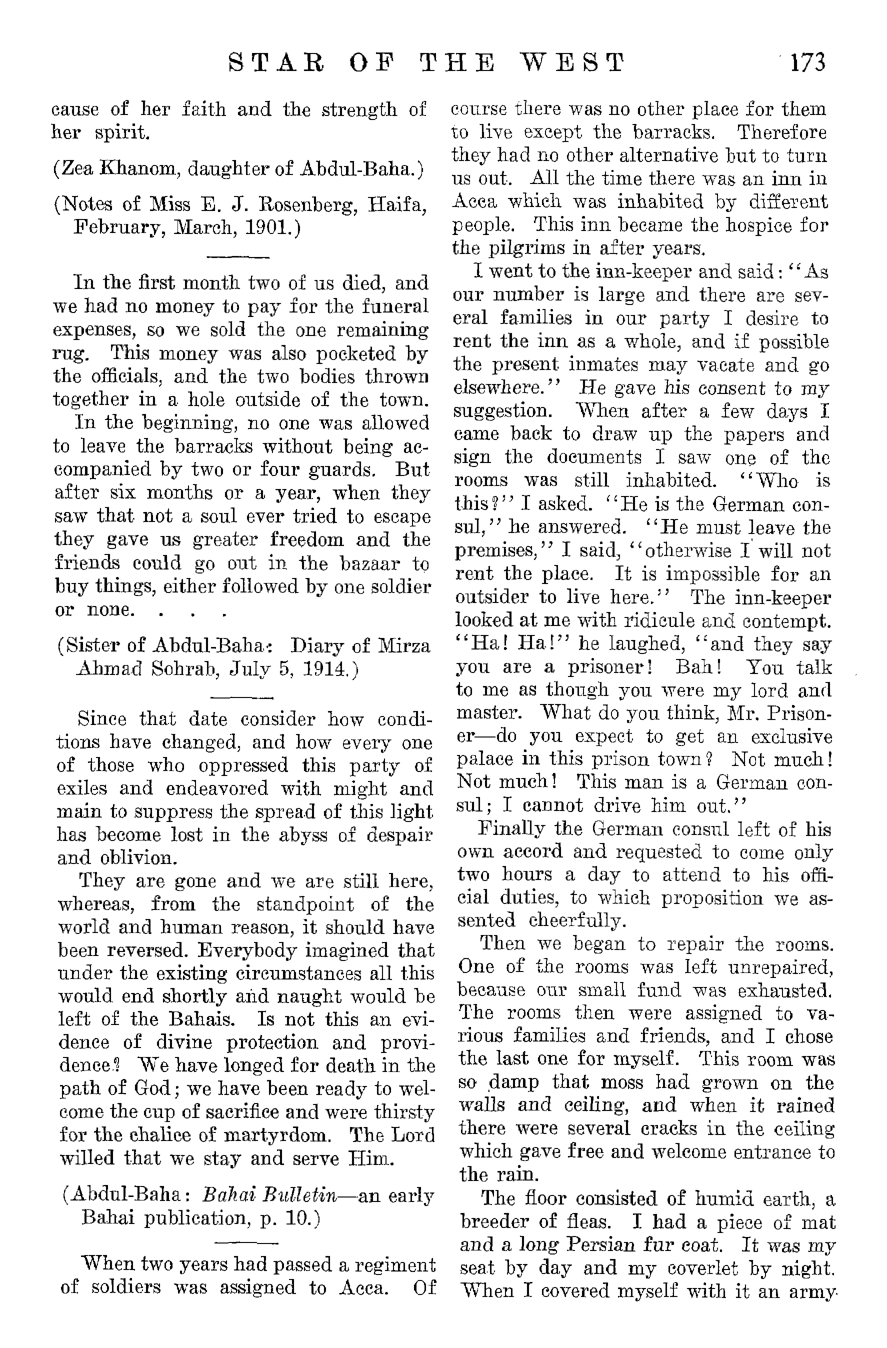 STAR OF THE WEST 173
cause of her faith and the strength of
her spirit.
(Zea Khanom, daughter of Abdul-Baha.)
(Notes of Miss E. J. Rosenberg, Haifa,
February, March, 1901.)
In the first month two of us died, and
we had no money to pay for the funeral
expenses, so we sold the one remaining
rug. This money was also pocketed by
the officials, and the two bodies thrown
together in a hole outside of the town.
In the beginning, no one was allowed
to leave the barracks without being ac-
companied by two or four guards. But
after six months or a year, when they
saw that not a soul ever tried to escape
they gave us greater freedom and the
friends could go out in the bazaar to
buy things, either followed by one soldier
or none. . . .
(Sister of Abdul-Baha: Diary of Mirza
Ahmad Sohrab, July 5, 1914.)
Since that date consider how condi-
tions have changed, and how every one
of those who oppressed this party of
exiles and endeavored with might and
main to suppress the spread of this light
has become lost in the abyss of despair
and oblivion.
They are gone and we are still here,
whereas, from the standpoint of the
world and human reason, it should have
been reversed. Everybody imagined that
under the existing circumstances all this
would end shortly and naught would be
left of the Bahais. Is not this an evi-
dence of divine protection and provi-
dence? We have longed for death in the
path of God; we have been ready to wel-
come the cup of sacrifice and were thirsty
for the chalice of martyrdom. The Lord
willed that we stay and serve Him.
(Abdul-Baha: Bahai Bulletin—an early
Bahai publication, p. 10.)
When two years had passed a regiment
of soldiers was assigned to Acca. Of
course there was no other place for them
to live except the barracks. Therefore
they had no other alternative but to turn
us out. All the time there was an inn in
Acca which was inhabited by different
people. This inn became the hospice for
the pilgrims in after years.
I went to the inn-keeper and said: "As
our number is large and there are sev-
eral families in our party I desire to
rent the inn as a whole, and if possible
the present inmates may vacate and go
elsewhere." He gave his consent to my
suggestion. When after a few days I
came back to draw up the papers and
sign the documents I saw one of the
rooms was still inhabited. "Who is
this?" I asked. "He is the German con-
sul," he answered. "He must leave the
premises," I said, "otherwise I will not
rent the place. It is impossible for an
outsider to live here." The inn-keeper
looked at me with ridicule and contempt.
"Ha! Ha!" he laughed, "and they say
you are a prisoner! Bah! You talk
to me as though you were my lord and
master. What do you think, Mr. Prison-
er—do you expect to get an exclusive
palace in this prison town? Not much!
Not much! This man is a German con-
sul; I cannot drive him out."
Finally the German consul left of his
own accord and requested to come only
two hours a day to attend to his offi-
cial duties, to which proposition we as-
sented cheerfully.
Then we began to repair the rooms.
One of the rooms was left unrepaired,
because our small fund was exhausted.
The rooms then were assigned to va-
rious families and friends, and I chose
the last one for myself. This room was
so damp that moss had grown on the
walls and ceiling, and when it rained
there were several cracks in the ceiling
which gave free and welcome entrance to
the rain.
The floor consisted of humid earth, a
breeder of fleas. I had a piece of mat
and a long Persian fur coat. It was my
seat by day and my coverlet by night.
When I covered myself with it an army